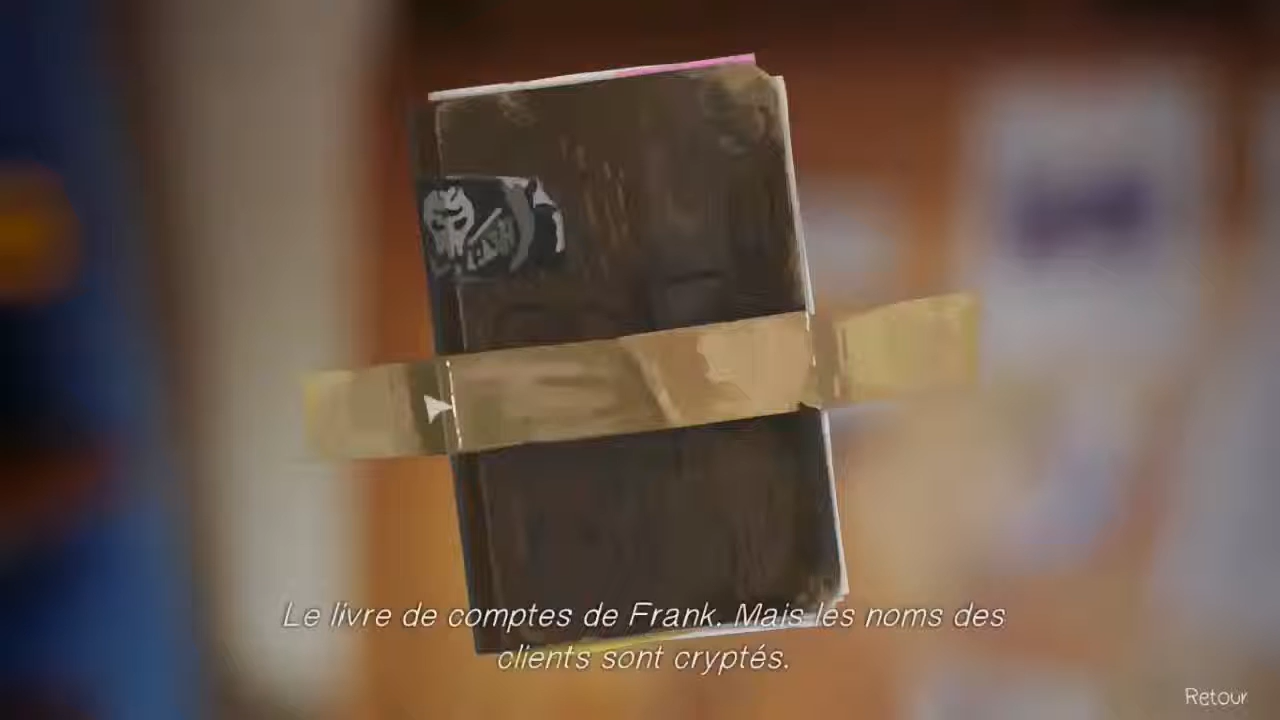 Le livre de comptes de Frank. Mais les noms des
clients sont cryptés.
Retour